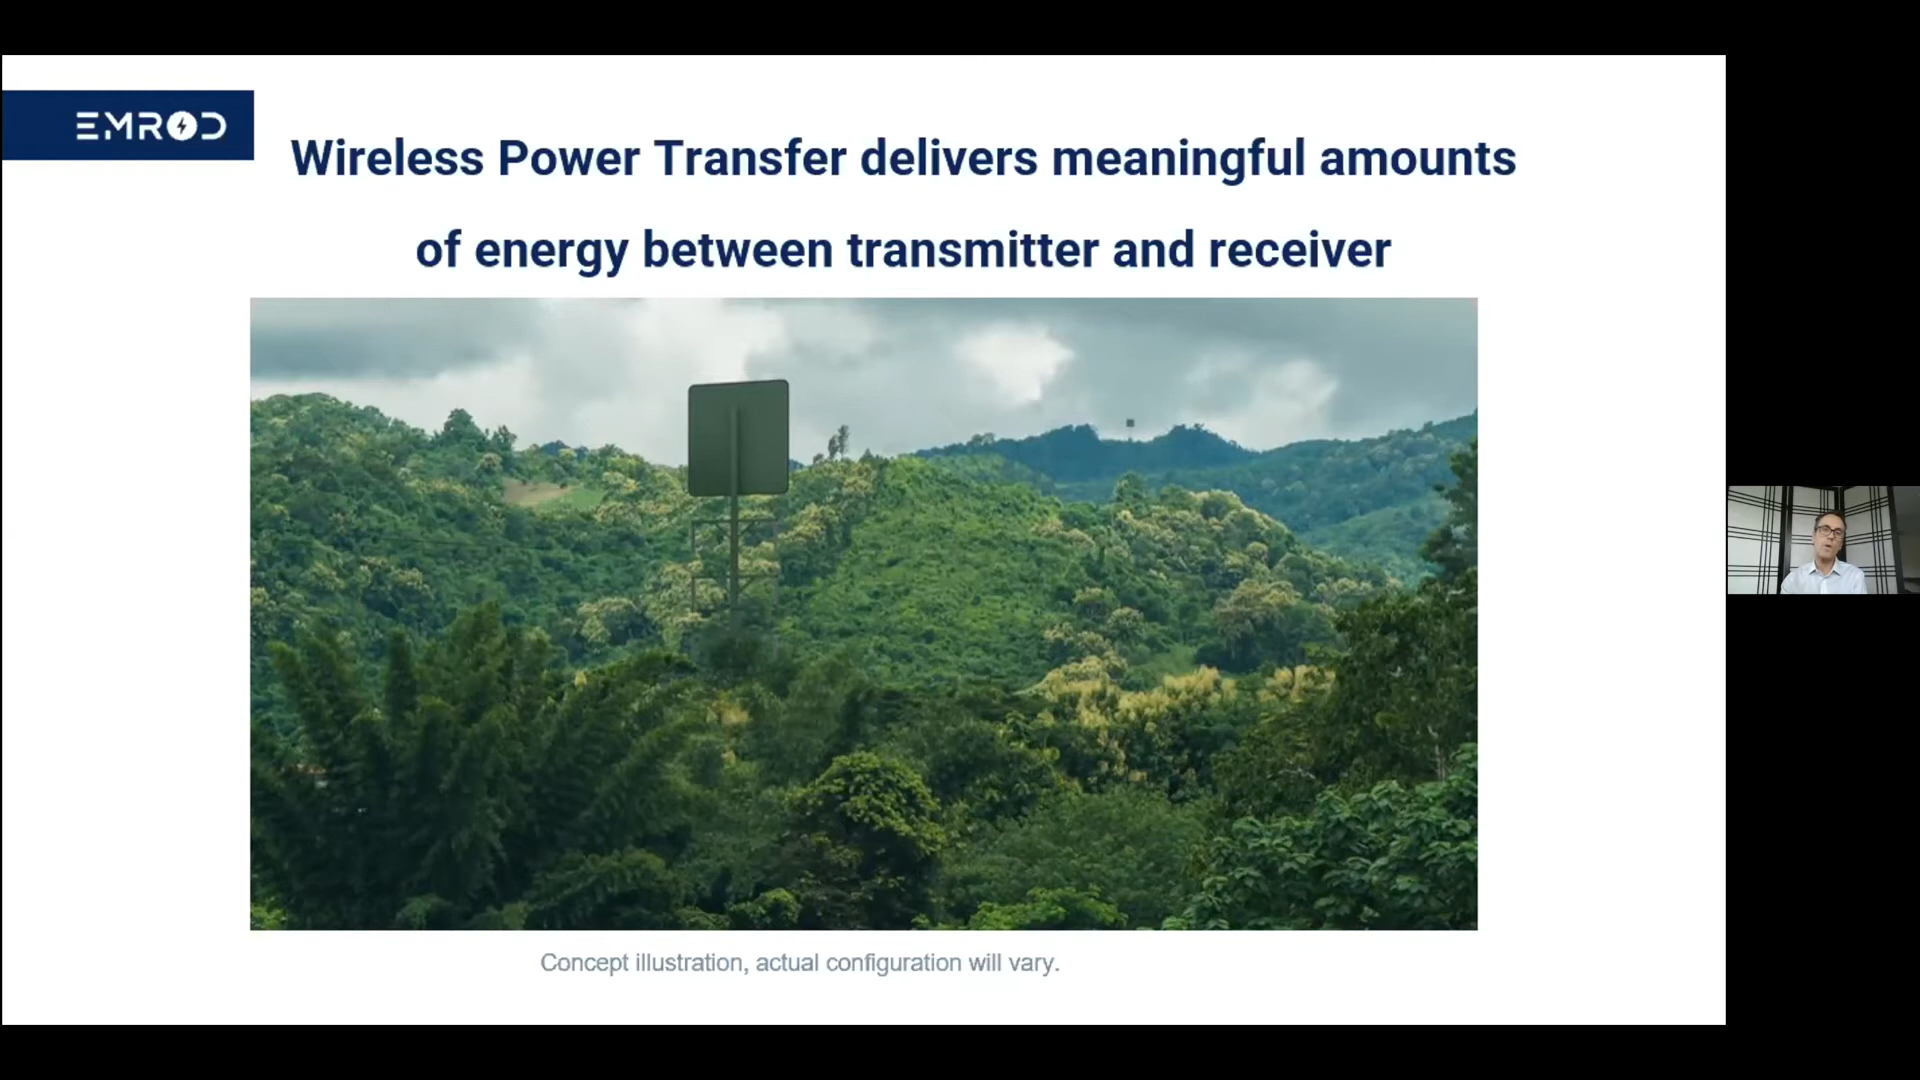 EMROD
Wireless Power Transfer delivers meaningful amounts
of energy between transmitter and receiver
Concept illustration, actual configuration will vary.